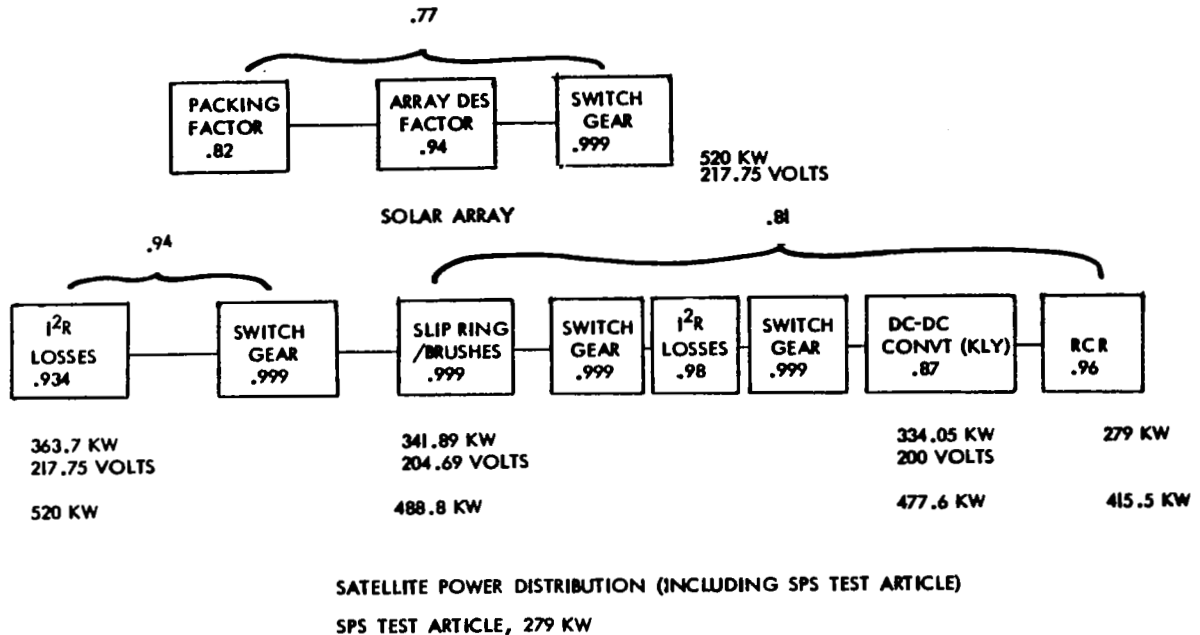 .77
PACKING
FACTOR
.82
ARRAY DES
FACTOR
.94
SWITCH
GEAR
.999
520 KW
217.75 VOLTS
SOLAR ARRAY
.94
.81
I²R
LOSSES
.934
SWITCH
GEAR
.999
SLIP RING
/BRUSHES
.999
SWITCH
GEAR
.999
I²R
LOSSES
.98
SWITCH
GEAR
.999
DC-DC
CONVT (KLY)
.87
RCR
.96
363.7 KW
217.75 VOLTS
520 KW
341.89 KW
204.69 VOLTS
488.8 KW
334.05 KW
200 VOLTS
477.6 KW
279 KW
415.5 KW
SATELLITE POWER DISTRIBUTION (INCLUDING SPS TEST ARTICLE)
SPS TEST ARTICLE, 279 KW